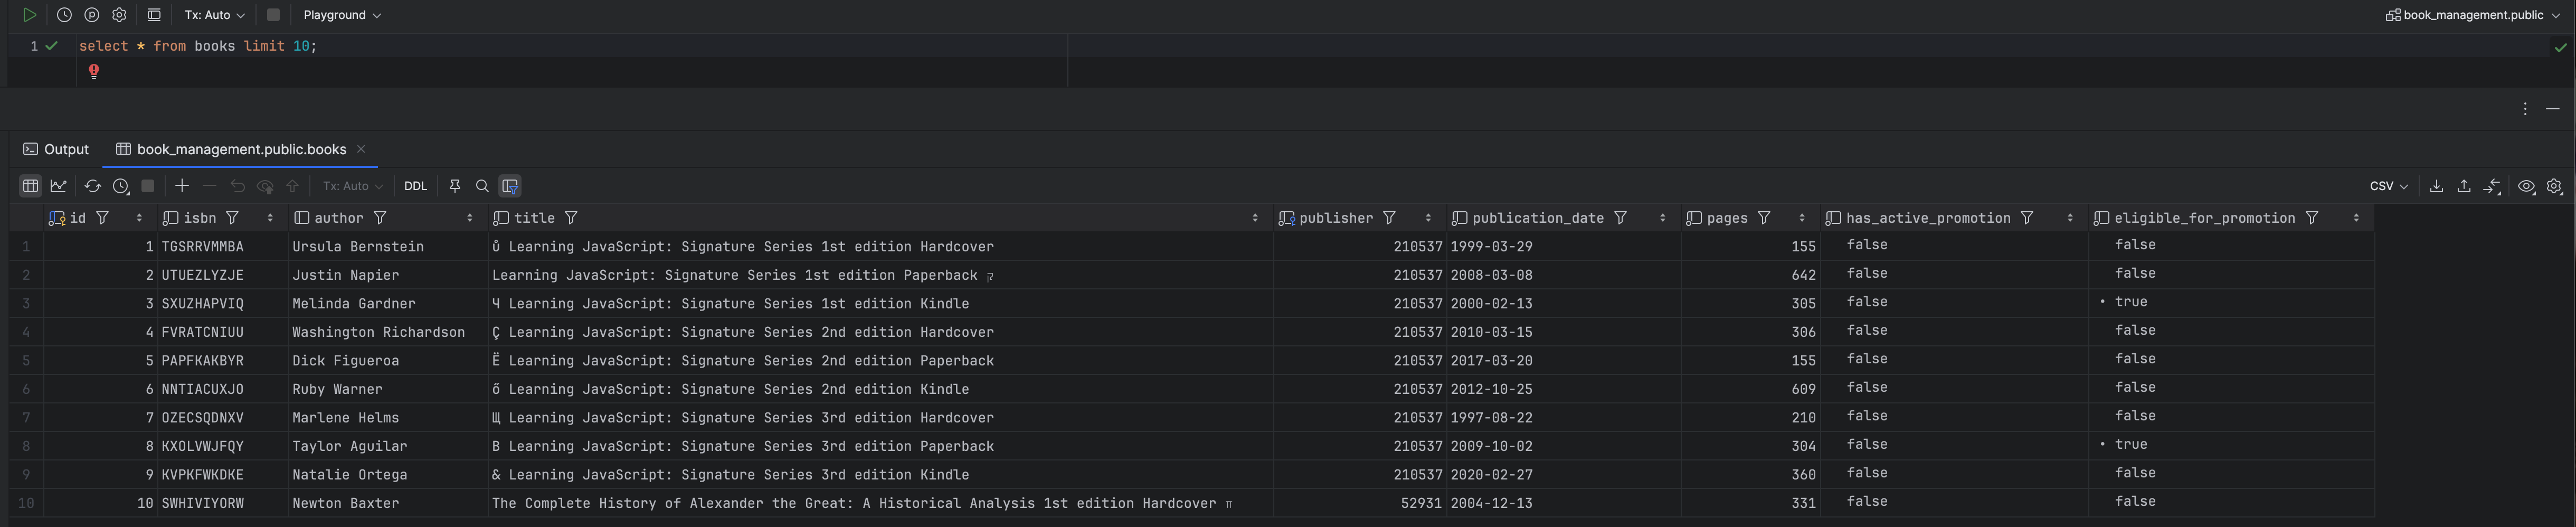 Tx: Auto Playground book_management.public
1 select * from books limit 10;
Output book_management.public.books
Tx: Auto DDL CSV
id isbn author title publisher publication_date pages has_active_promotion eligible_for_promotion
1 1 TGSRRVMMBA Ursula Bernstein ů Learning JavaScript: Signature Series 1st edition Hardcover 210537 1999-03-29 155 false false
2 2 UTUEZLYZJE Justin Napier Learning JavaScript: Signature Series 1st edition Paperback ק 210537 2008-03-08 642 false false
3 3 SXUZHAPVIQ Melinda Gardner Ч Learning JavaScript: Signature Series 1st edition Kindle 210537 2000-02-13 305 false • true
4 4 FVRATCNIUU Washington Richardson Ç Learning JavaScript: Signature Series 2nd edition Hardcover 210537 2010-03-15 306 false false
5 5 PAPFKAKBYR Dick Figueroa Ë Learning JavaScript: Signature Series 2nd edition Paperback 210537 2017-03-20 155 false false
6 6 NNTIACUXJO Ruby Warner ő Learning JavaScript: Signature Series 2nd edition Kindle 210537 2012-10-25 609 false false
7 7 OZECSQDNXV Marlene Helms Щ Learning JavaScript: Signature Series 3rd edition Hardcover 210537 1997-08-22 210 false false
8 8 KXOLVWJFQY Taylor Aguilar В Learning JavaScript: Signature Series 3rd edition Paperback 210537 2009-10-02 304 false • true
9 9 KVPKFWKDKE Natalie Ortega & Learning JavaScript: Signature Series 3rd edition Kindle 210537 2020-02-27 360 false false
10 10 SWHIVIYORW Newton Baxter The Complete History of Alexander the Great: A Historical Analysis 1st edition Hardcover 52931 2004-12-13 331 false false